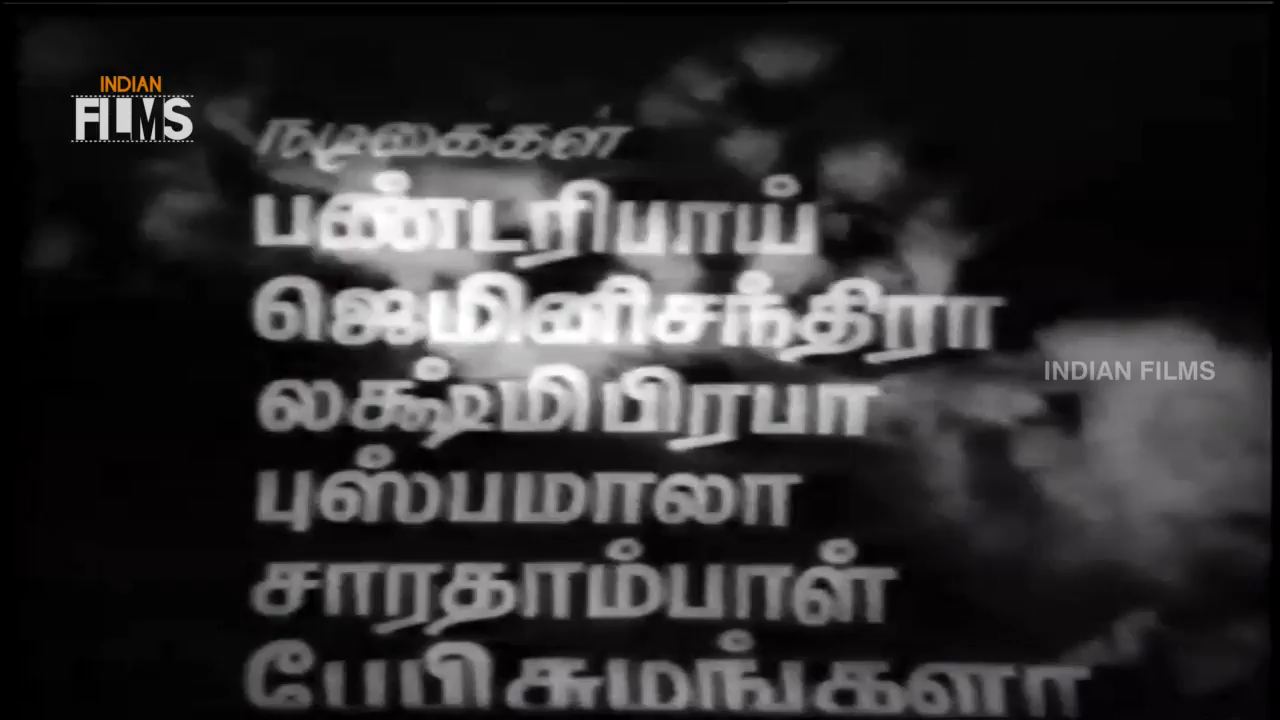 INDIAN
FILMS
நடிகைகள்
பண்டரியாய்
ஜெமினிசந்திரா
INDIAN FILMS
லக்ஷ்மிபிரபா
புஸ்பமாலா
சாரதாம்பாள்
பேபிசுமங்களா